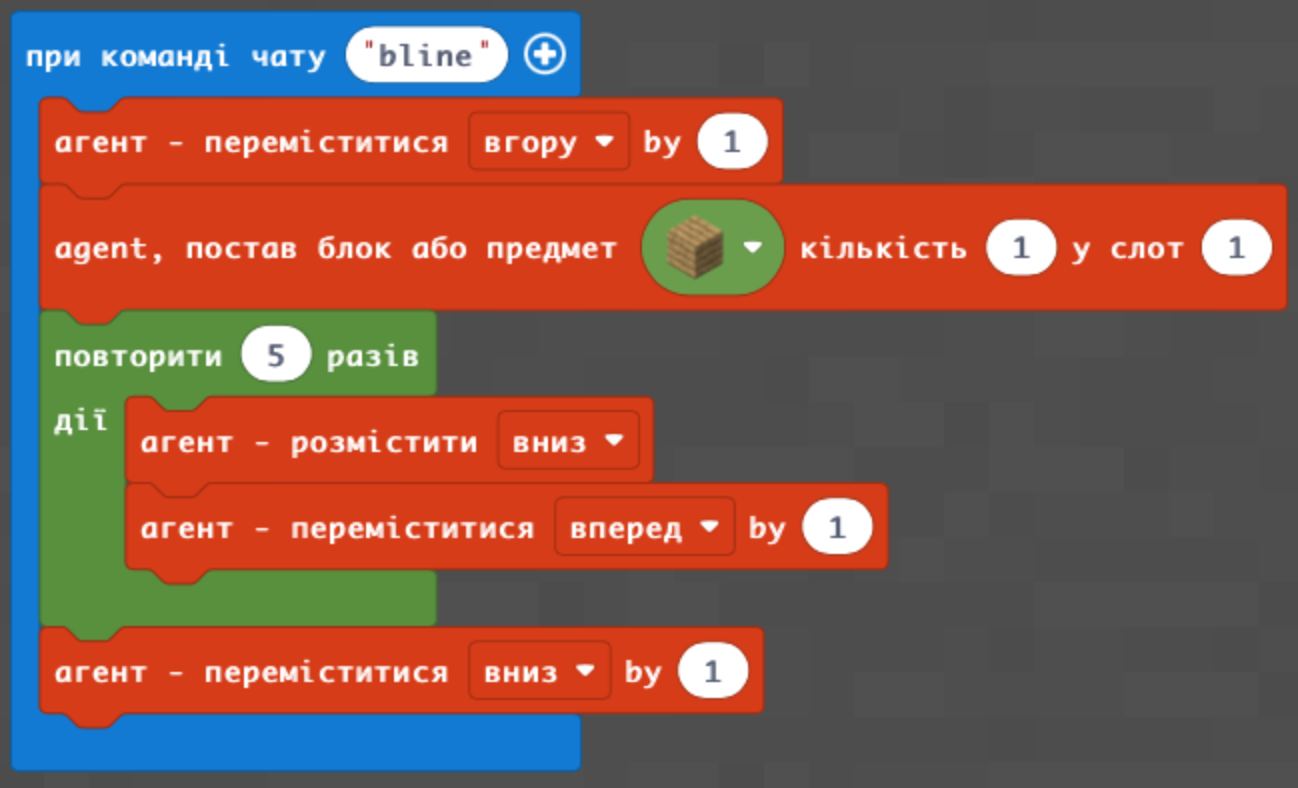 при команді чату "bline"
агент - переміститися вгору by 1
agent, постав блок або предмет кількість 1 у слот 1
повторити 5 разів
дії
агент - розмістити вниз
агент - переміститися вперед by 1
агент - переміститися вниз by 1